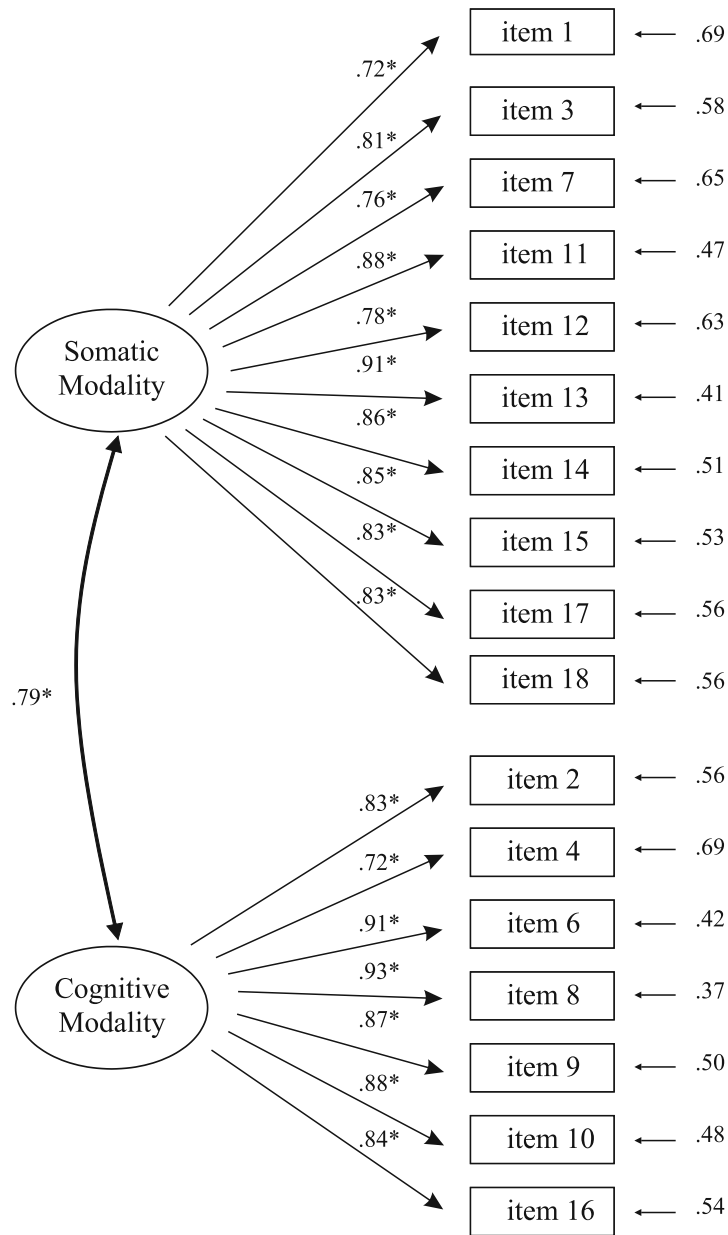 item 1
.69
.72*
item 3
.58
.81*
item 7
.65
.76*
item 11
.47
.88*
item 12
.63
.78*
Somatic
Modality
item 13
.41
.91*
item 14
.51
.86*
item 15
.53
.85*
item 17
.56
.83*
item 18
.56
.83*
.79*
item 2
.56
.83*
item 4
.69
.72*
item 6
.42
.91*
item 8
.37
.93*
Cognitive
Modality
item 9
.50
.87*
item 10
.48
.88*
item 16
.54
.84*